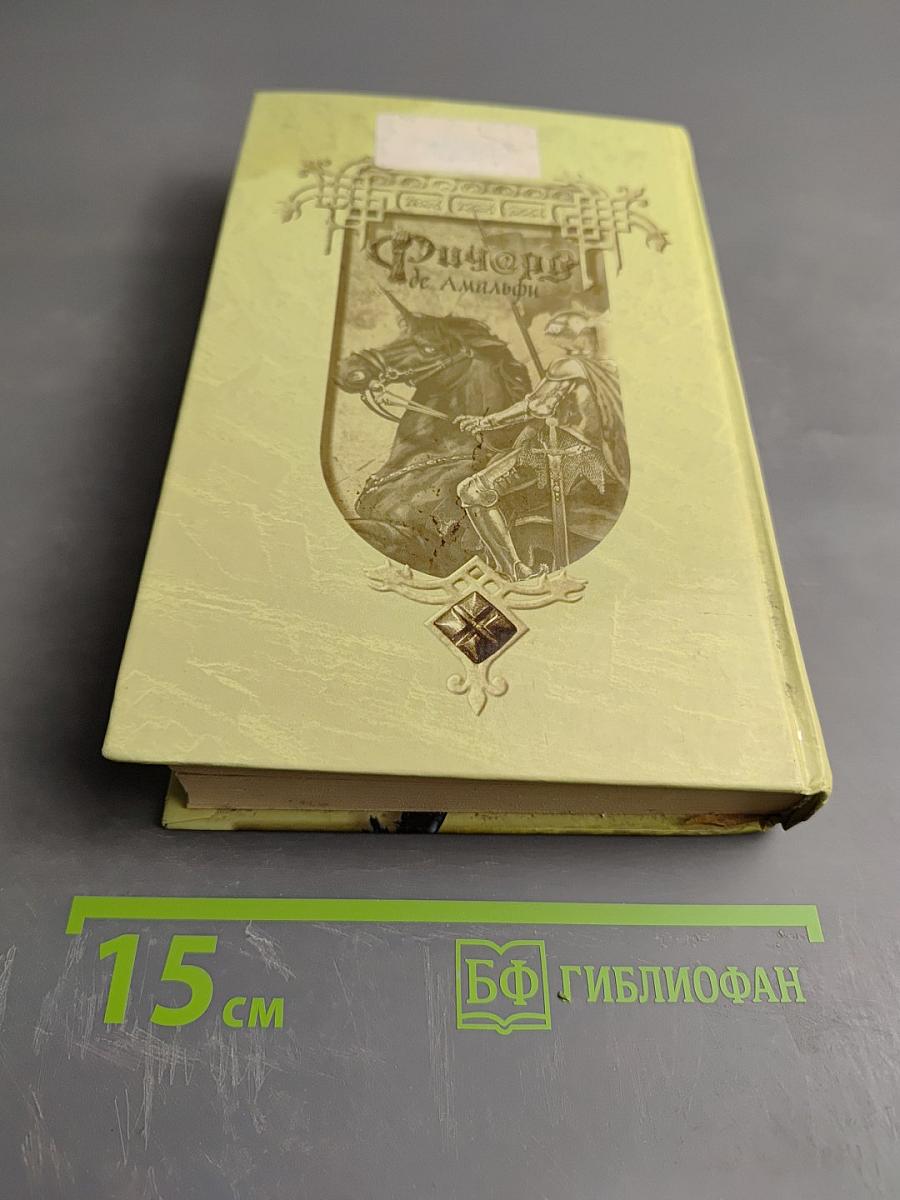 Ричард
де Амальфи
15 см
БФ ГИБЛИОФАН